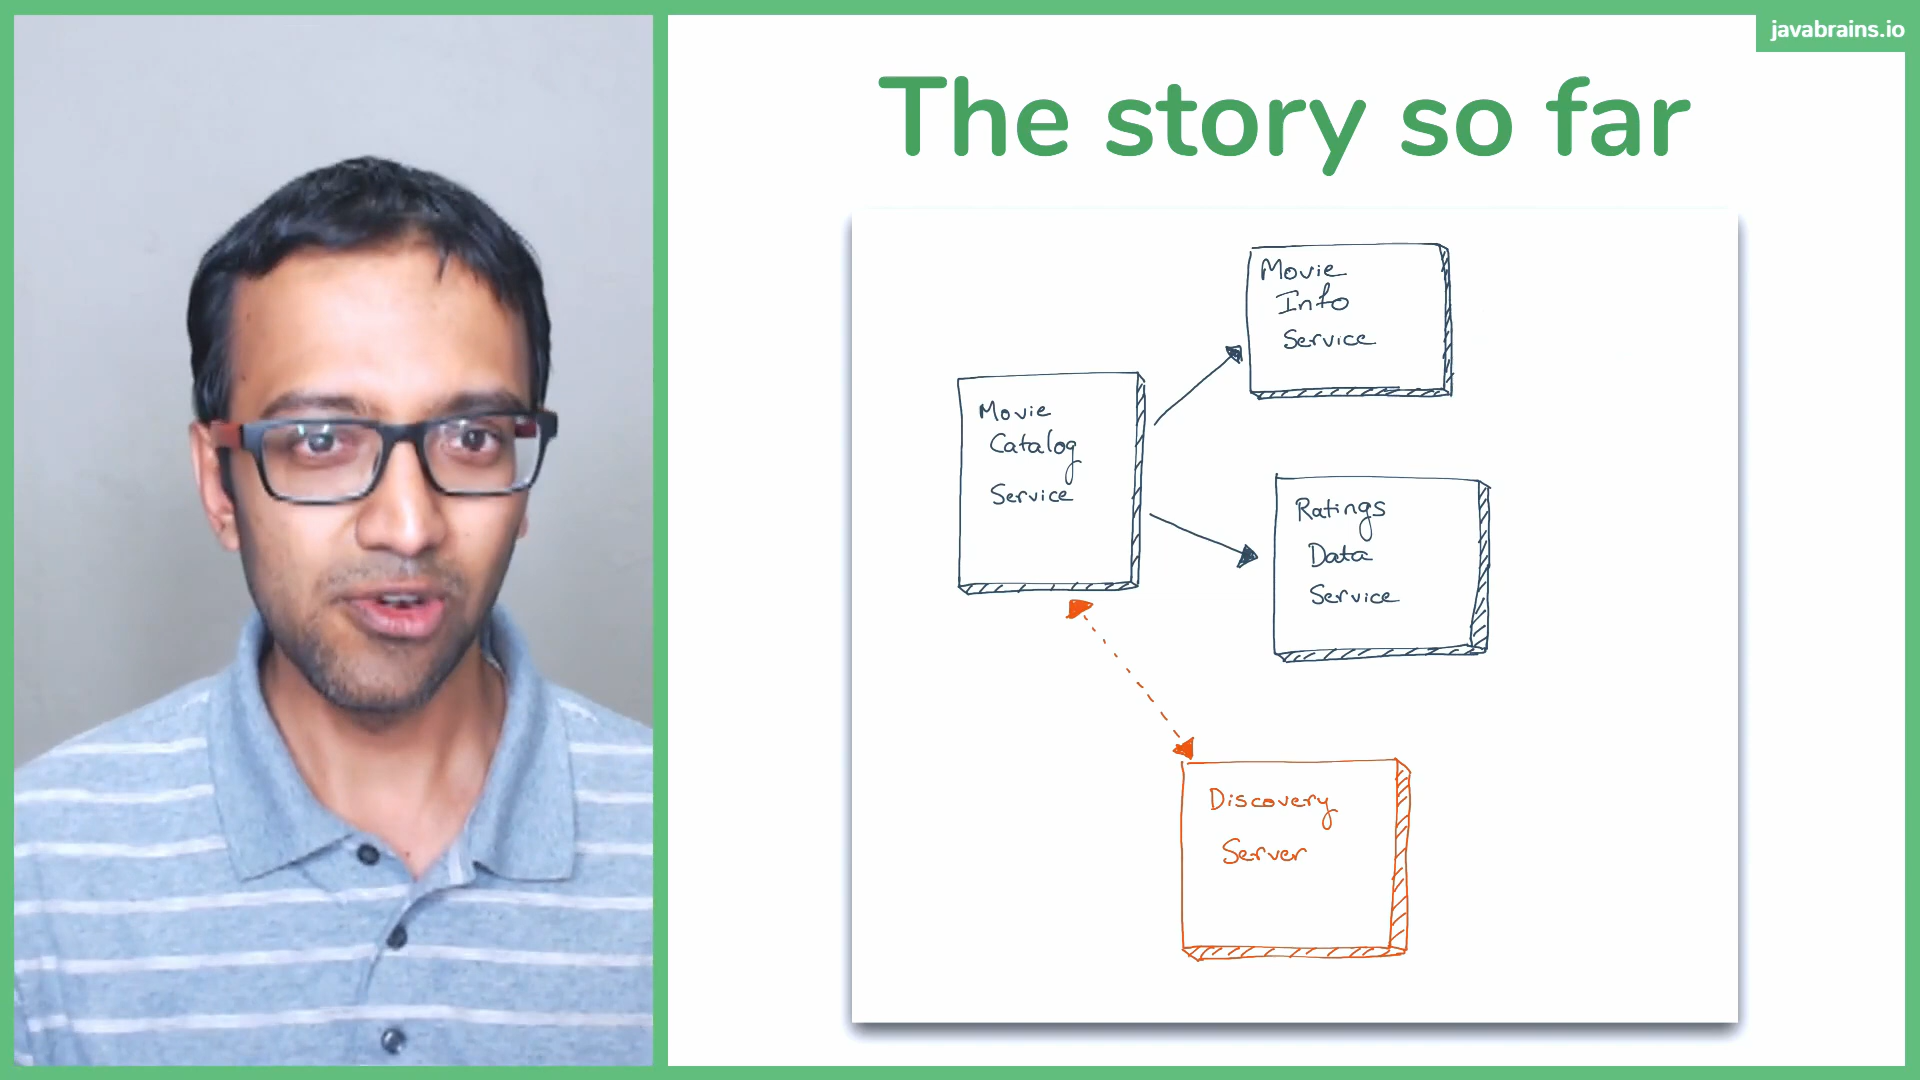 javabrains.io
The story so far
Movie
Info
Service
Movie
Catalog
Service
Ratings
Data
Service
Discovery
Server